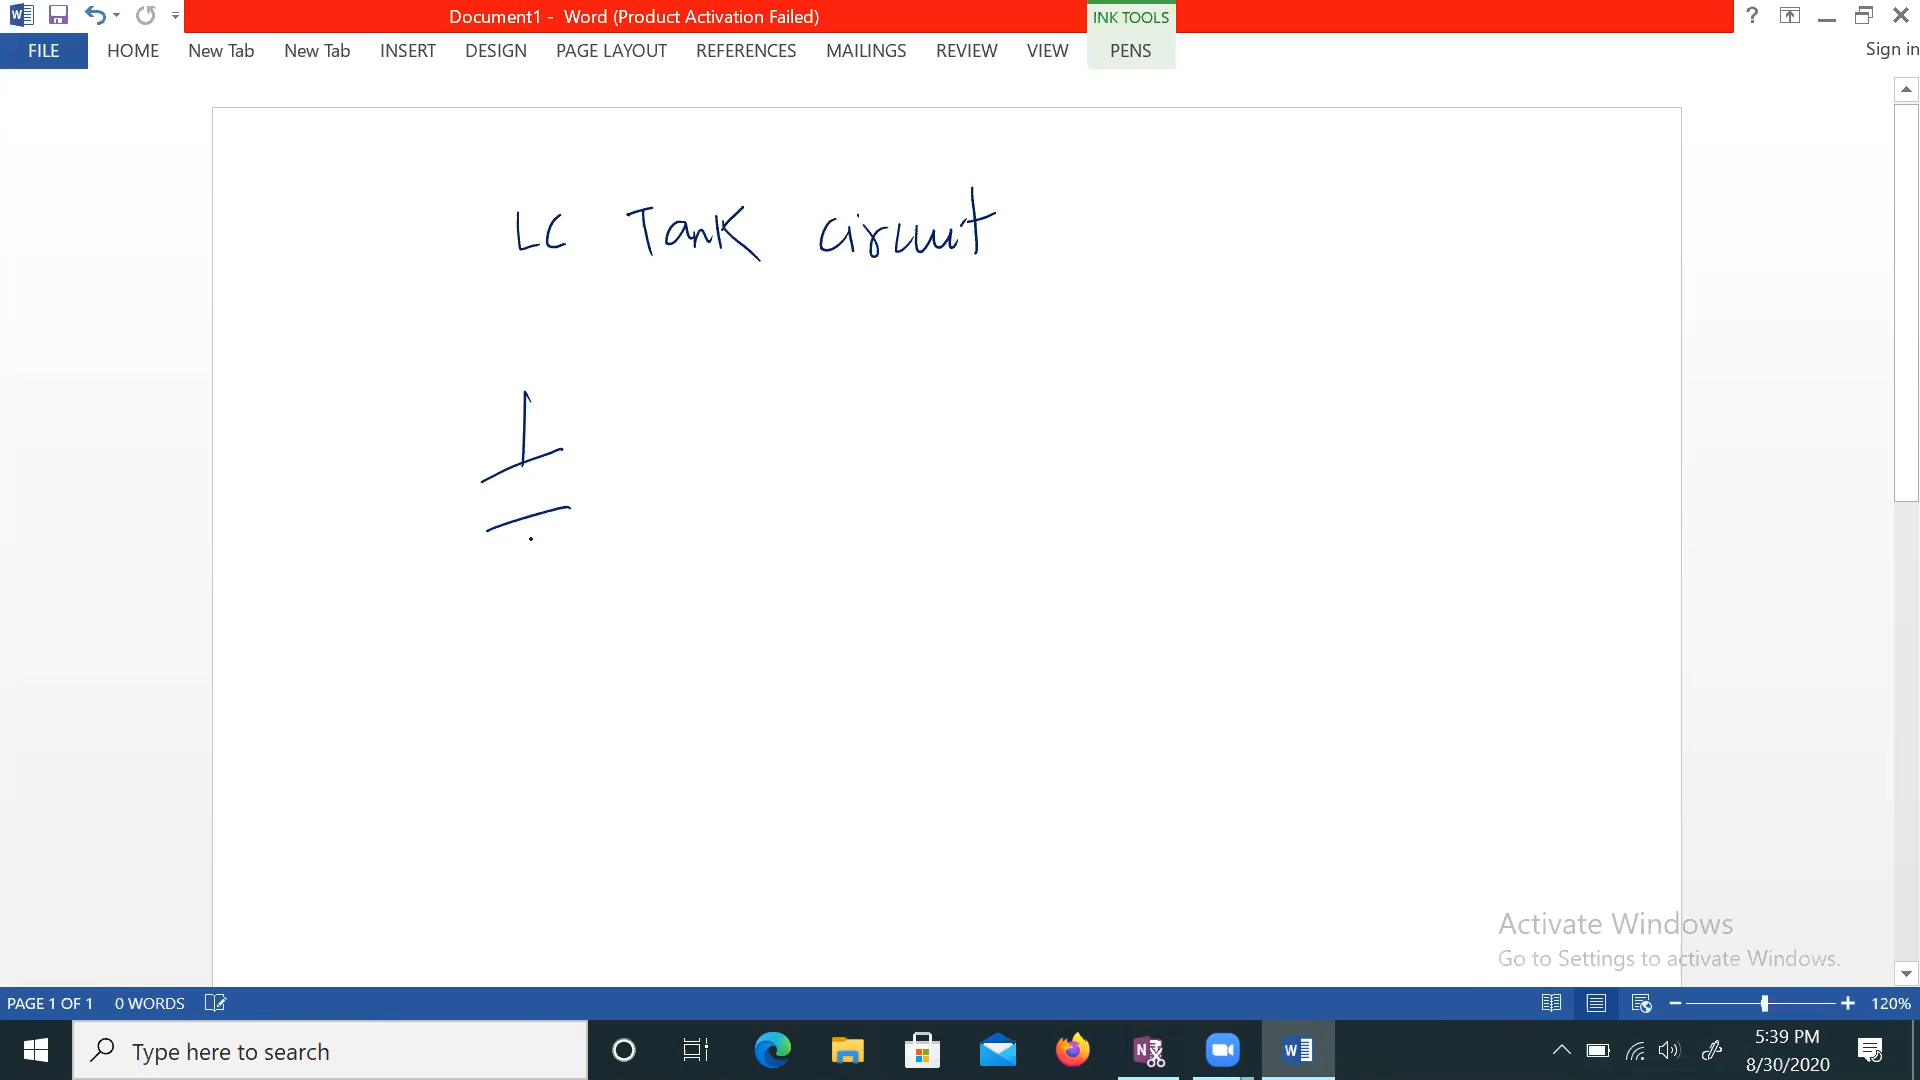 Document1 - Word (Product Activation Failed)
INK TOOLS
?
FILE HOME New Tab New Tab INSERT DESIGN PAGE LAYOUT REFERENCES MAILINGS REVIEW VIEW PENS Sign in
LC Tank circuit
Activate Windows
Go to Settings to activate Windows.
PAGE 1 OF 1 0 WORDS 120%
Type here to search
5:39 PM
8/30/2020